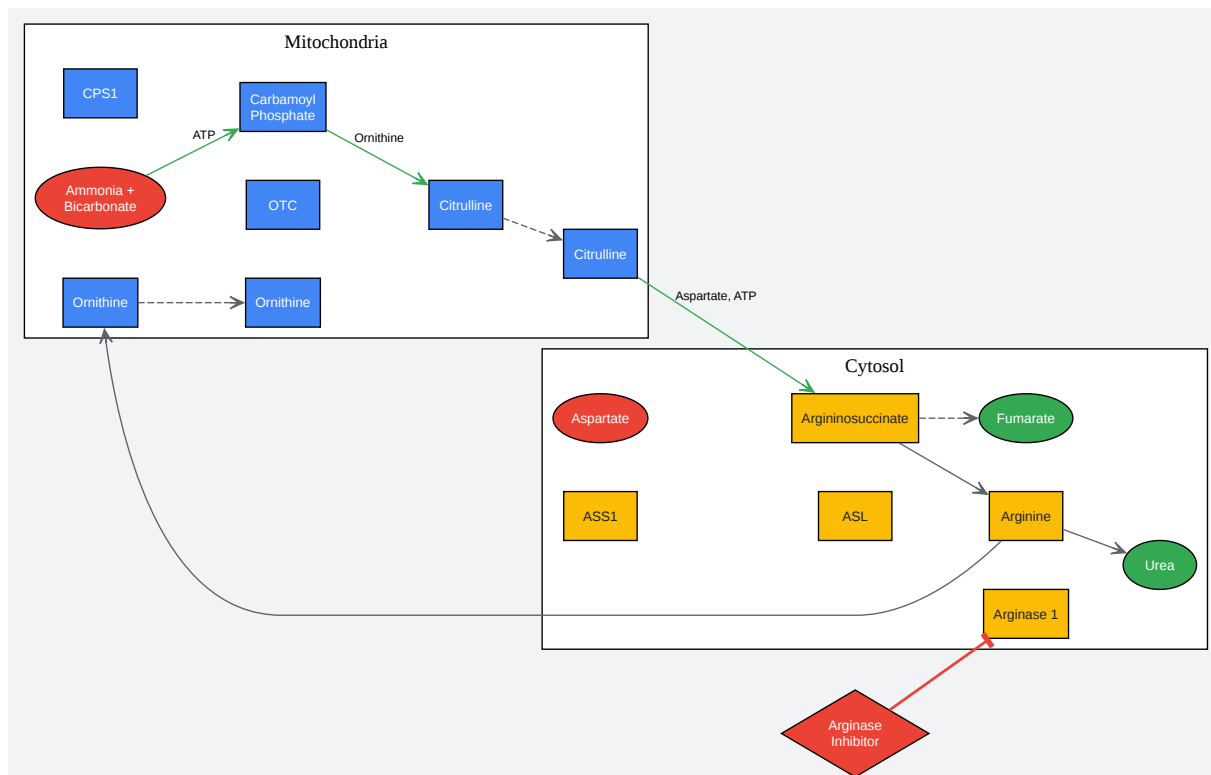 Mitochondria
CPS1
Carbamoyl
Phosphate
ATP
Ornithine
Ammonia +
Bicarbonate
OTC
Citrulline
Citrulline
Ornithine
Ornithine
Aspartate, ATP
Cytosol
Aspartate
Argininosuccinate
Fumarate
ASS1
ASL
Arginine
Urea
Arginase 1
Arginase
Inhibitor